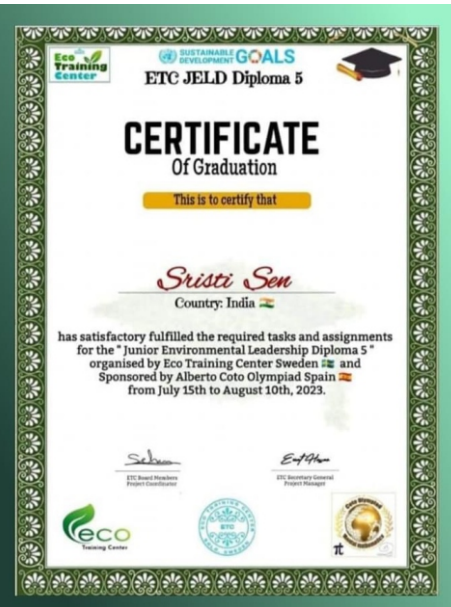 Eco
Training
Center
SUSTAINABLE
DEVELOPMENT
GOALS
ETC JELD Diploma 5
CERTIFICATE
Of Graduation
This is to certify that
Sristi Sen
Country: India
has satisfactory fulfilled the required tasks and assignments
for the " Junior Environmental Leadership Diploma 5 "
organised by Eco Training Center Sweden and
Sponsored by Alberto Coto Olympiad Spain
from July 15th to August 10th, 2023.
ETC Board Members
Project Coordinator
ETC Secretary General
Project Manager
eco
Training Center
ETC
π